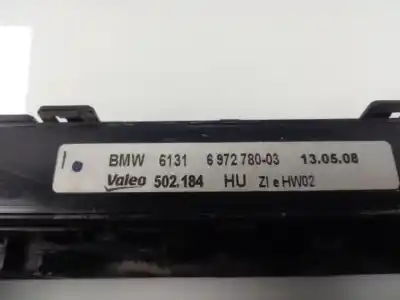 BMW 6131 6 972 780-03 13.05.08
Valeo 502.184 HU ZI e HW02